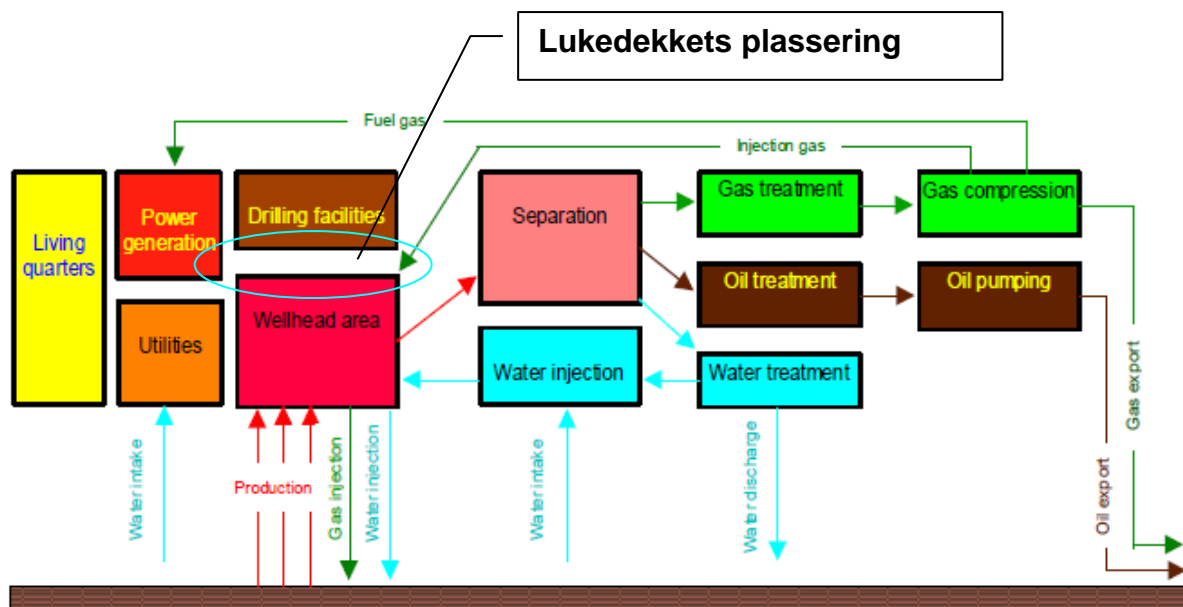 Lukedekkets plassering
Fuel gas
Injection gas
Living
quarters
Power
generation
Drilling facilities
Separation
Gas treatment
Gas compression
Oil treatment
Oil pumping
Utilities
Wellhead area
Water injection
Water treatment
Water intake
Production
Gas injection
Water injection
Water intake
Water discharge
Oil export
Gas export